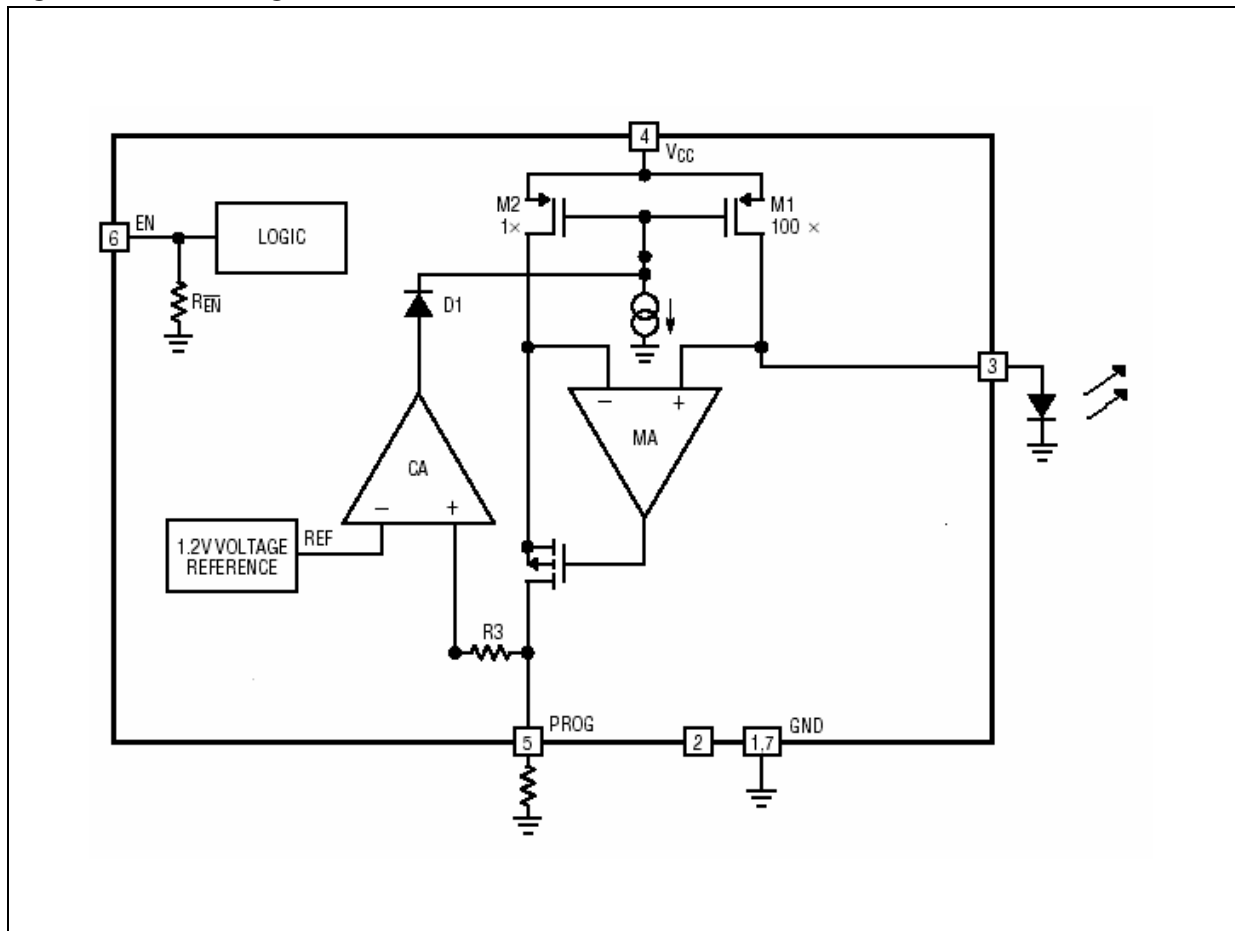 4
VCC
M2
1×
M1
100 ×
6
EN
LOGIC
REN
D1
3
−
+
MA
CA
−
+
1.2V VOLTAGE
REFERENCE
REF
R3
PROG
GND
5
2
1,7